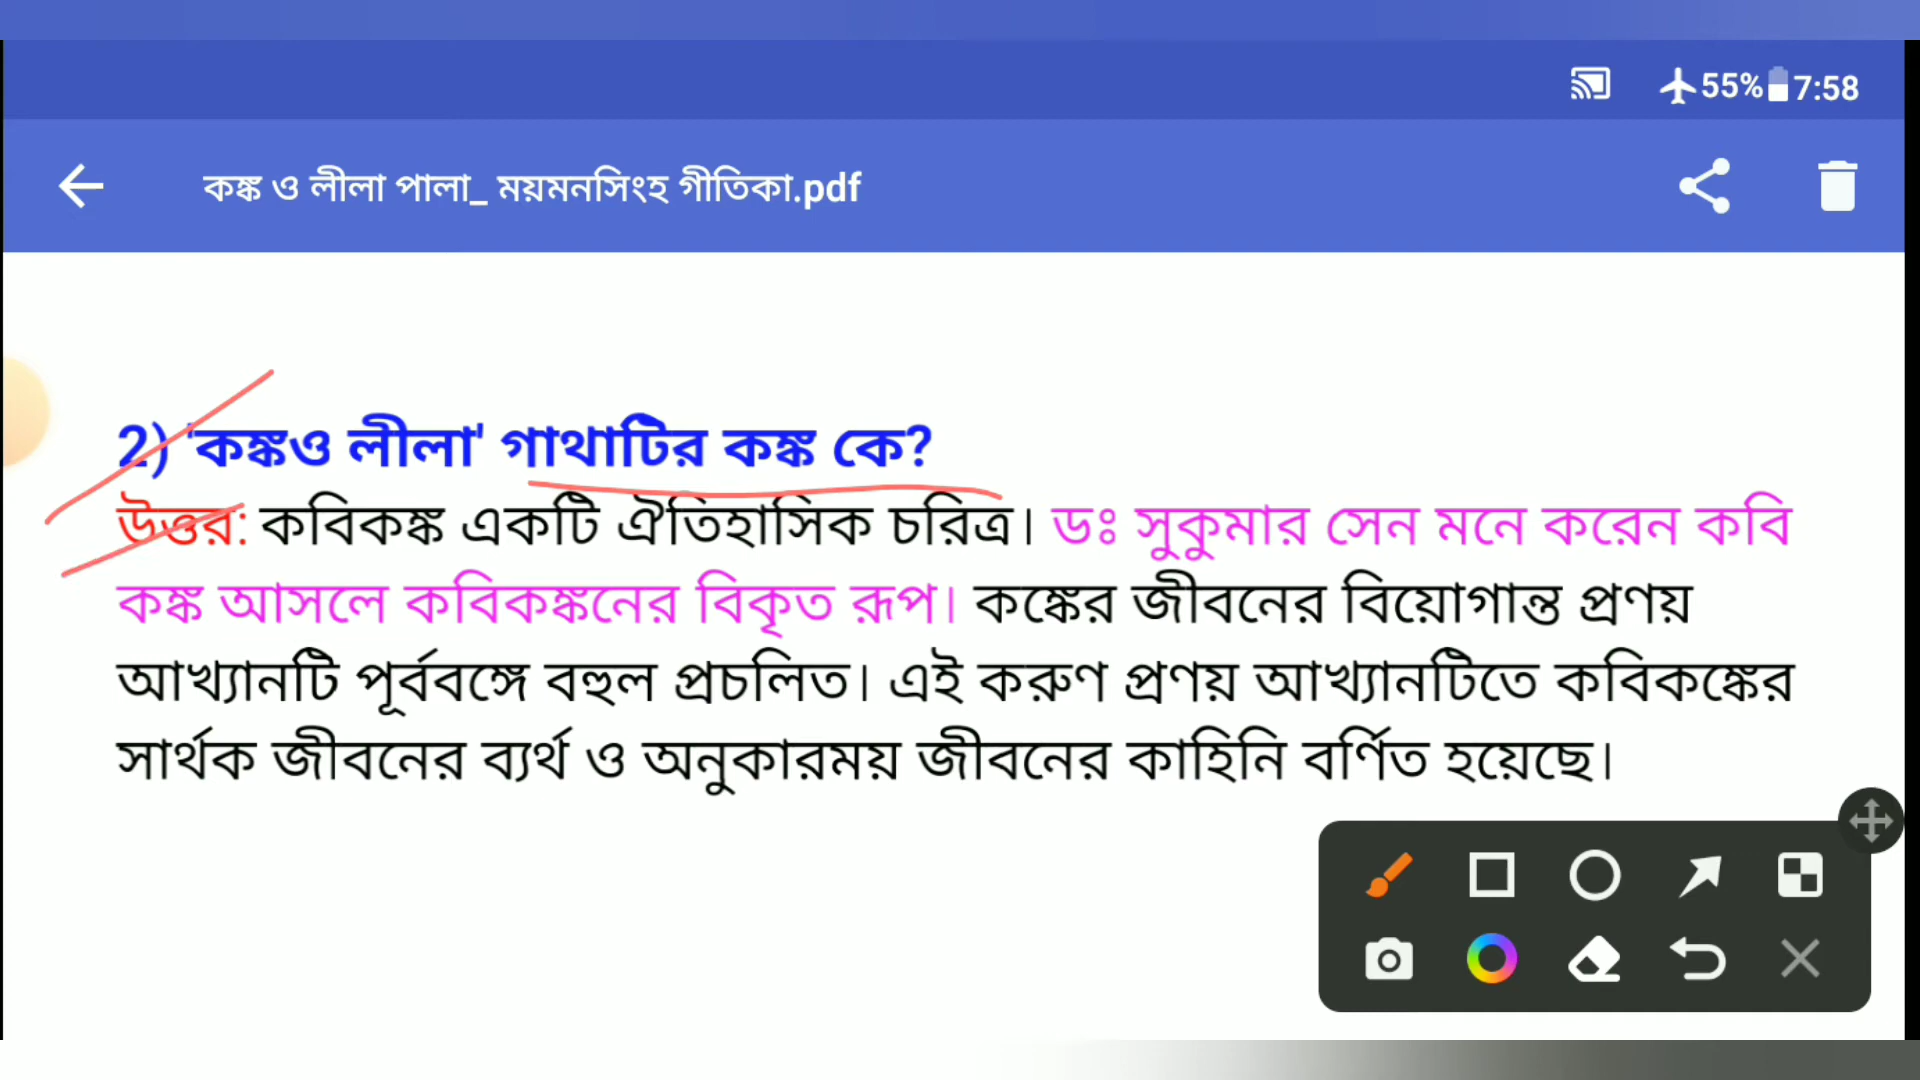 55% 7:58
কঙ্ক ও লীলা পালা_ ময়মনসিংহ গীতিকা.pdf
2) 'কঙ্কও লীলা' গাথাটির কঙ্ক কে?
উত্তর: কবিকঙ্ক একটি ঐতিহাসিক চরিত্র। ডঃ সুকুমার সেন মনে করেন কবি
কঙ্ক আসলে কবিকঙ্কনের বিকৃত রূপ। কঙ্কের জীবনের বিয়োগান্ত প্রণয়
আখ্যানটি পূর্ববঙ্গে বহুল প্রচলিত। এই করুণ প্রণয় আখ্যানটিতে কবিকঙ্কের
সার্থক জীবনের ব্যর্থ ও অনুকারময় জীবনের কাহিনি বর্ণিত হয়েছে।